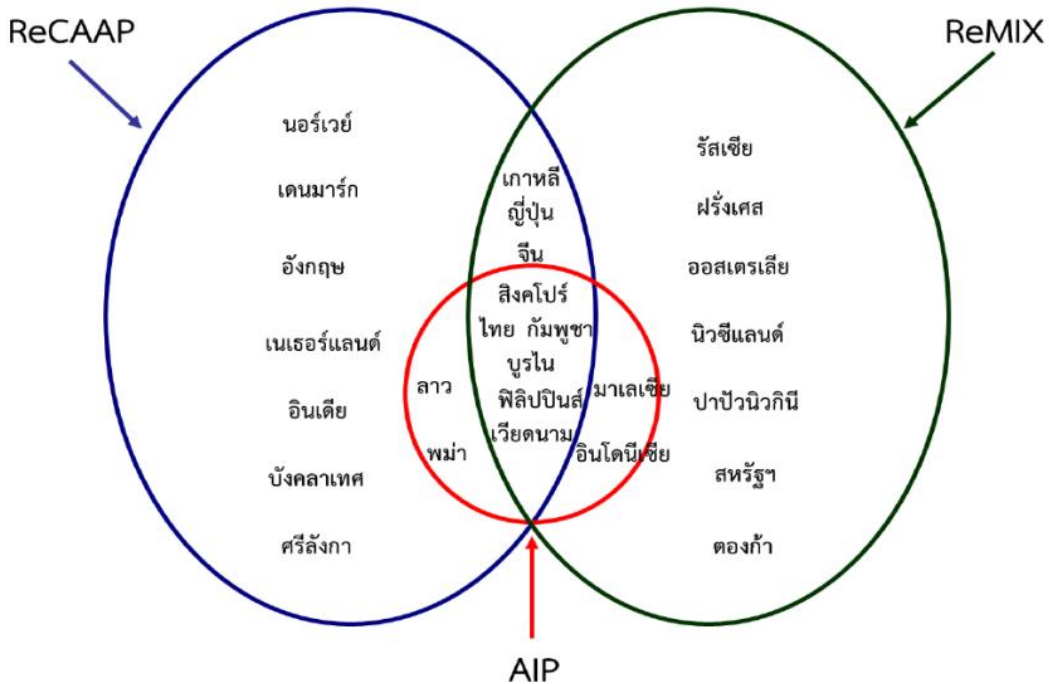 ReCAAP
ReMIX
นอร์เวย์
เดนมาร์ก
อังกฤษ
เนเธอร์แลนด์
อินเดีย
บังคลาเทศ
ศรีลังกา
เกาหลี
ญี่ปุ่น
จีน
สิงคโปร์
ไทย กัมพูชา
บูรไน
ฟิลิปปินส์
เวียดนาม
ลาว
พม่า
มาเลเซีย
อินโดนีเซีย
รัสเซีย
ฝรั่งเศส
ออสเตรเลีย
นิวซีแลนด์
ปาปัวนิวกินี
สหรัฐฯ
ตองก้า
AIP